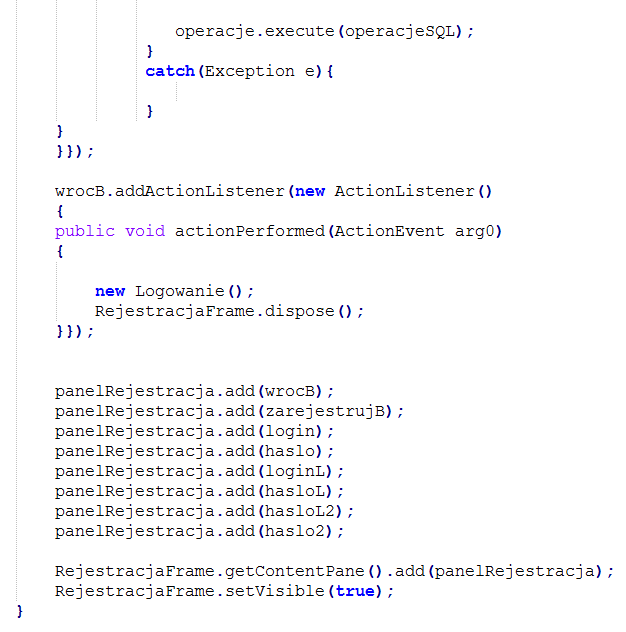 operacje.execute(operacjeSQL);
}
catch(Exception e){
}
}
}});
wrocB.addActionListener(new ActionListener()
{
public void actionPerformed(ActionEvent arg0)
{
new Logowanie();
RejestracjaFrame.dispose();
}});
panelRejestracja.add(wrocB);
panelRejestracja.add(zarejestrujB);
panelRejestracja.add(login);
panelRejestracja.add(haslo);
panelRejestracja.add(loginL);
panelRejestracja.add(hasloL);
panelRejestracja.add(hasloL2);
panelRejestracja.add(haslo2);
RejestracjaFrame.getContentPane().add(panelRejestracja);
RejestracjaFrame.setVisible(true);
}